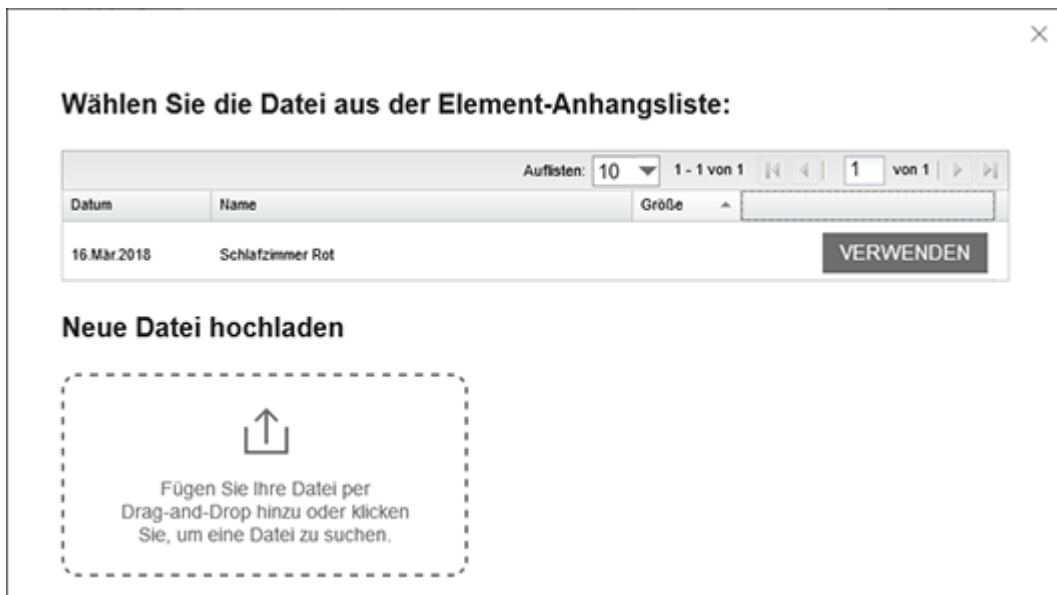 Wählen Sie die Datei aus der Element-Anhangsliste:
Auflisten: 10 1 - 1 von 1 1 von 1
Datum Name Größe
16.Mär.2018 Schlafzimmer Rot VERWENDEN
Neue Datei hochladen
Fügen Sie Ihre Datei per
Drag-and-Drop hinzu oder klicken
Sie, um eine Datei zu suchen.